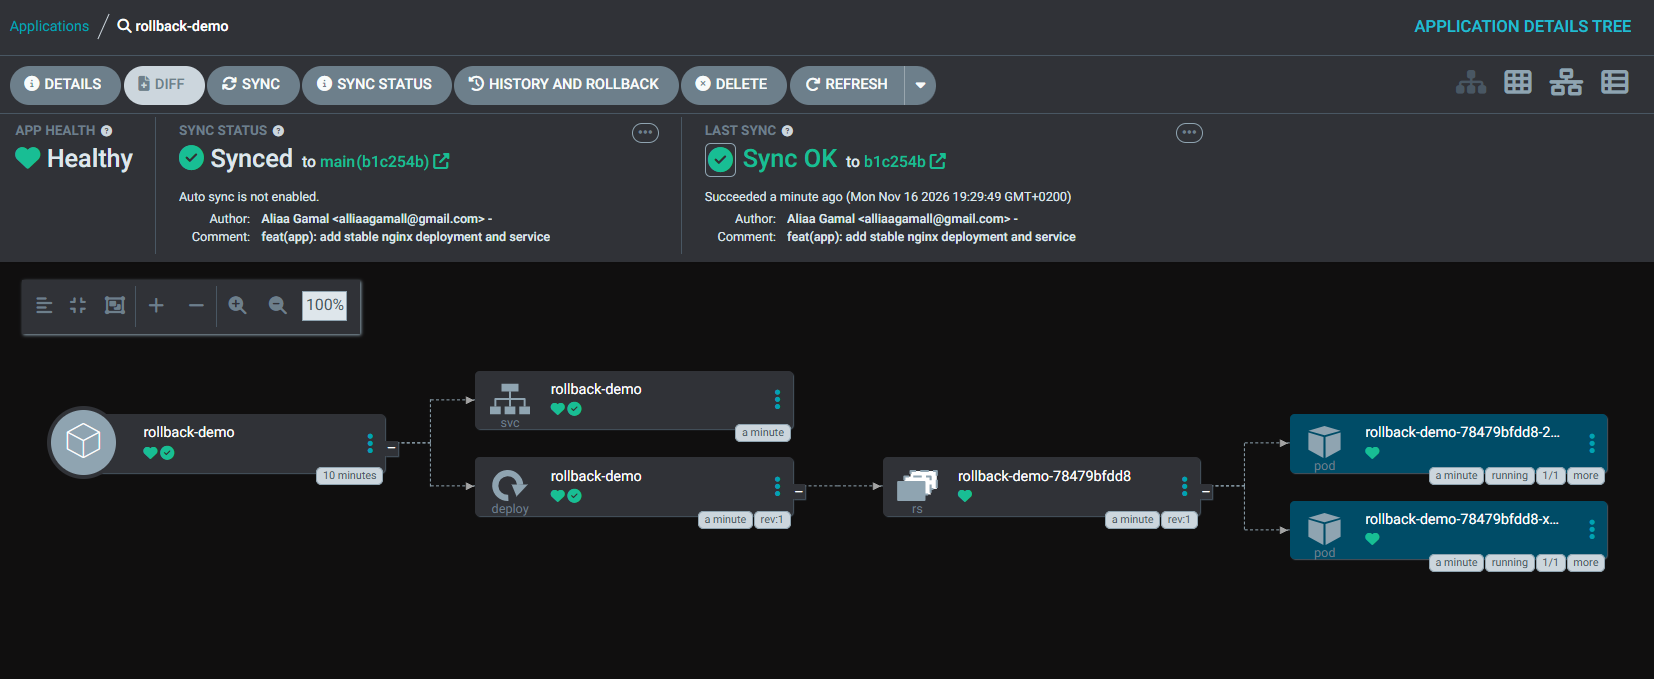 Applications / rollback-demo
APPLICATION DETAILS TREE
DETAILS DIFF SYNC SYNC STATUS HISTORY AND ROLLBACK DELETE REFRESH
APP HEALTH
Healthy
SYNC STATUS
Synced to main (b1c254b)
Auto sync is not enabled.
Author: Aliaa Gamal <alliaagamall@gmail.com> -
Comment: feat(app): add stable nginx deployment and service
LAST SYNC
Sync OK to b1c254b
Succeeded a minute ago (Mon Nov 16 2026 19:29:49 GMT+0200)
Author: Aliaa Gamal <alliaagamall@gmail.com> -
Comment: feat(app): add stable nginx deployment and service
100%
rollback-demo
10 minutes
rollback-demo
svc
a minute
rollback-demo
deploy
a minute rev:1
rollback-demo-78479bfdd8
rs
a minute rev:1
rollback-demo-78479bfdd8-2...
pod
a minute running 1/1 more
rollback-demo-78479bfdd8-x...
pod
a minute running 1/1 more